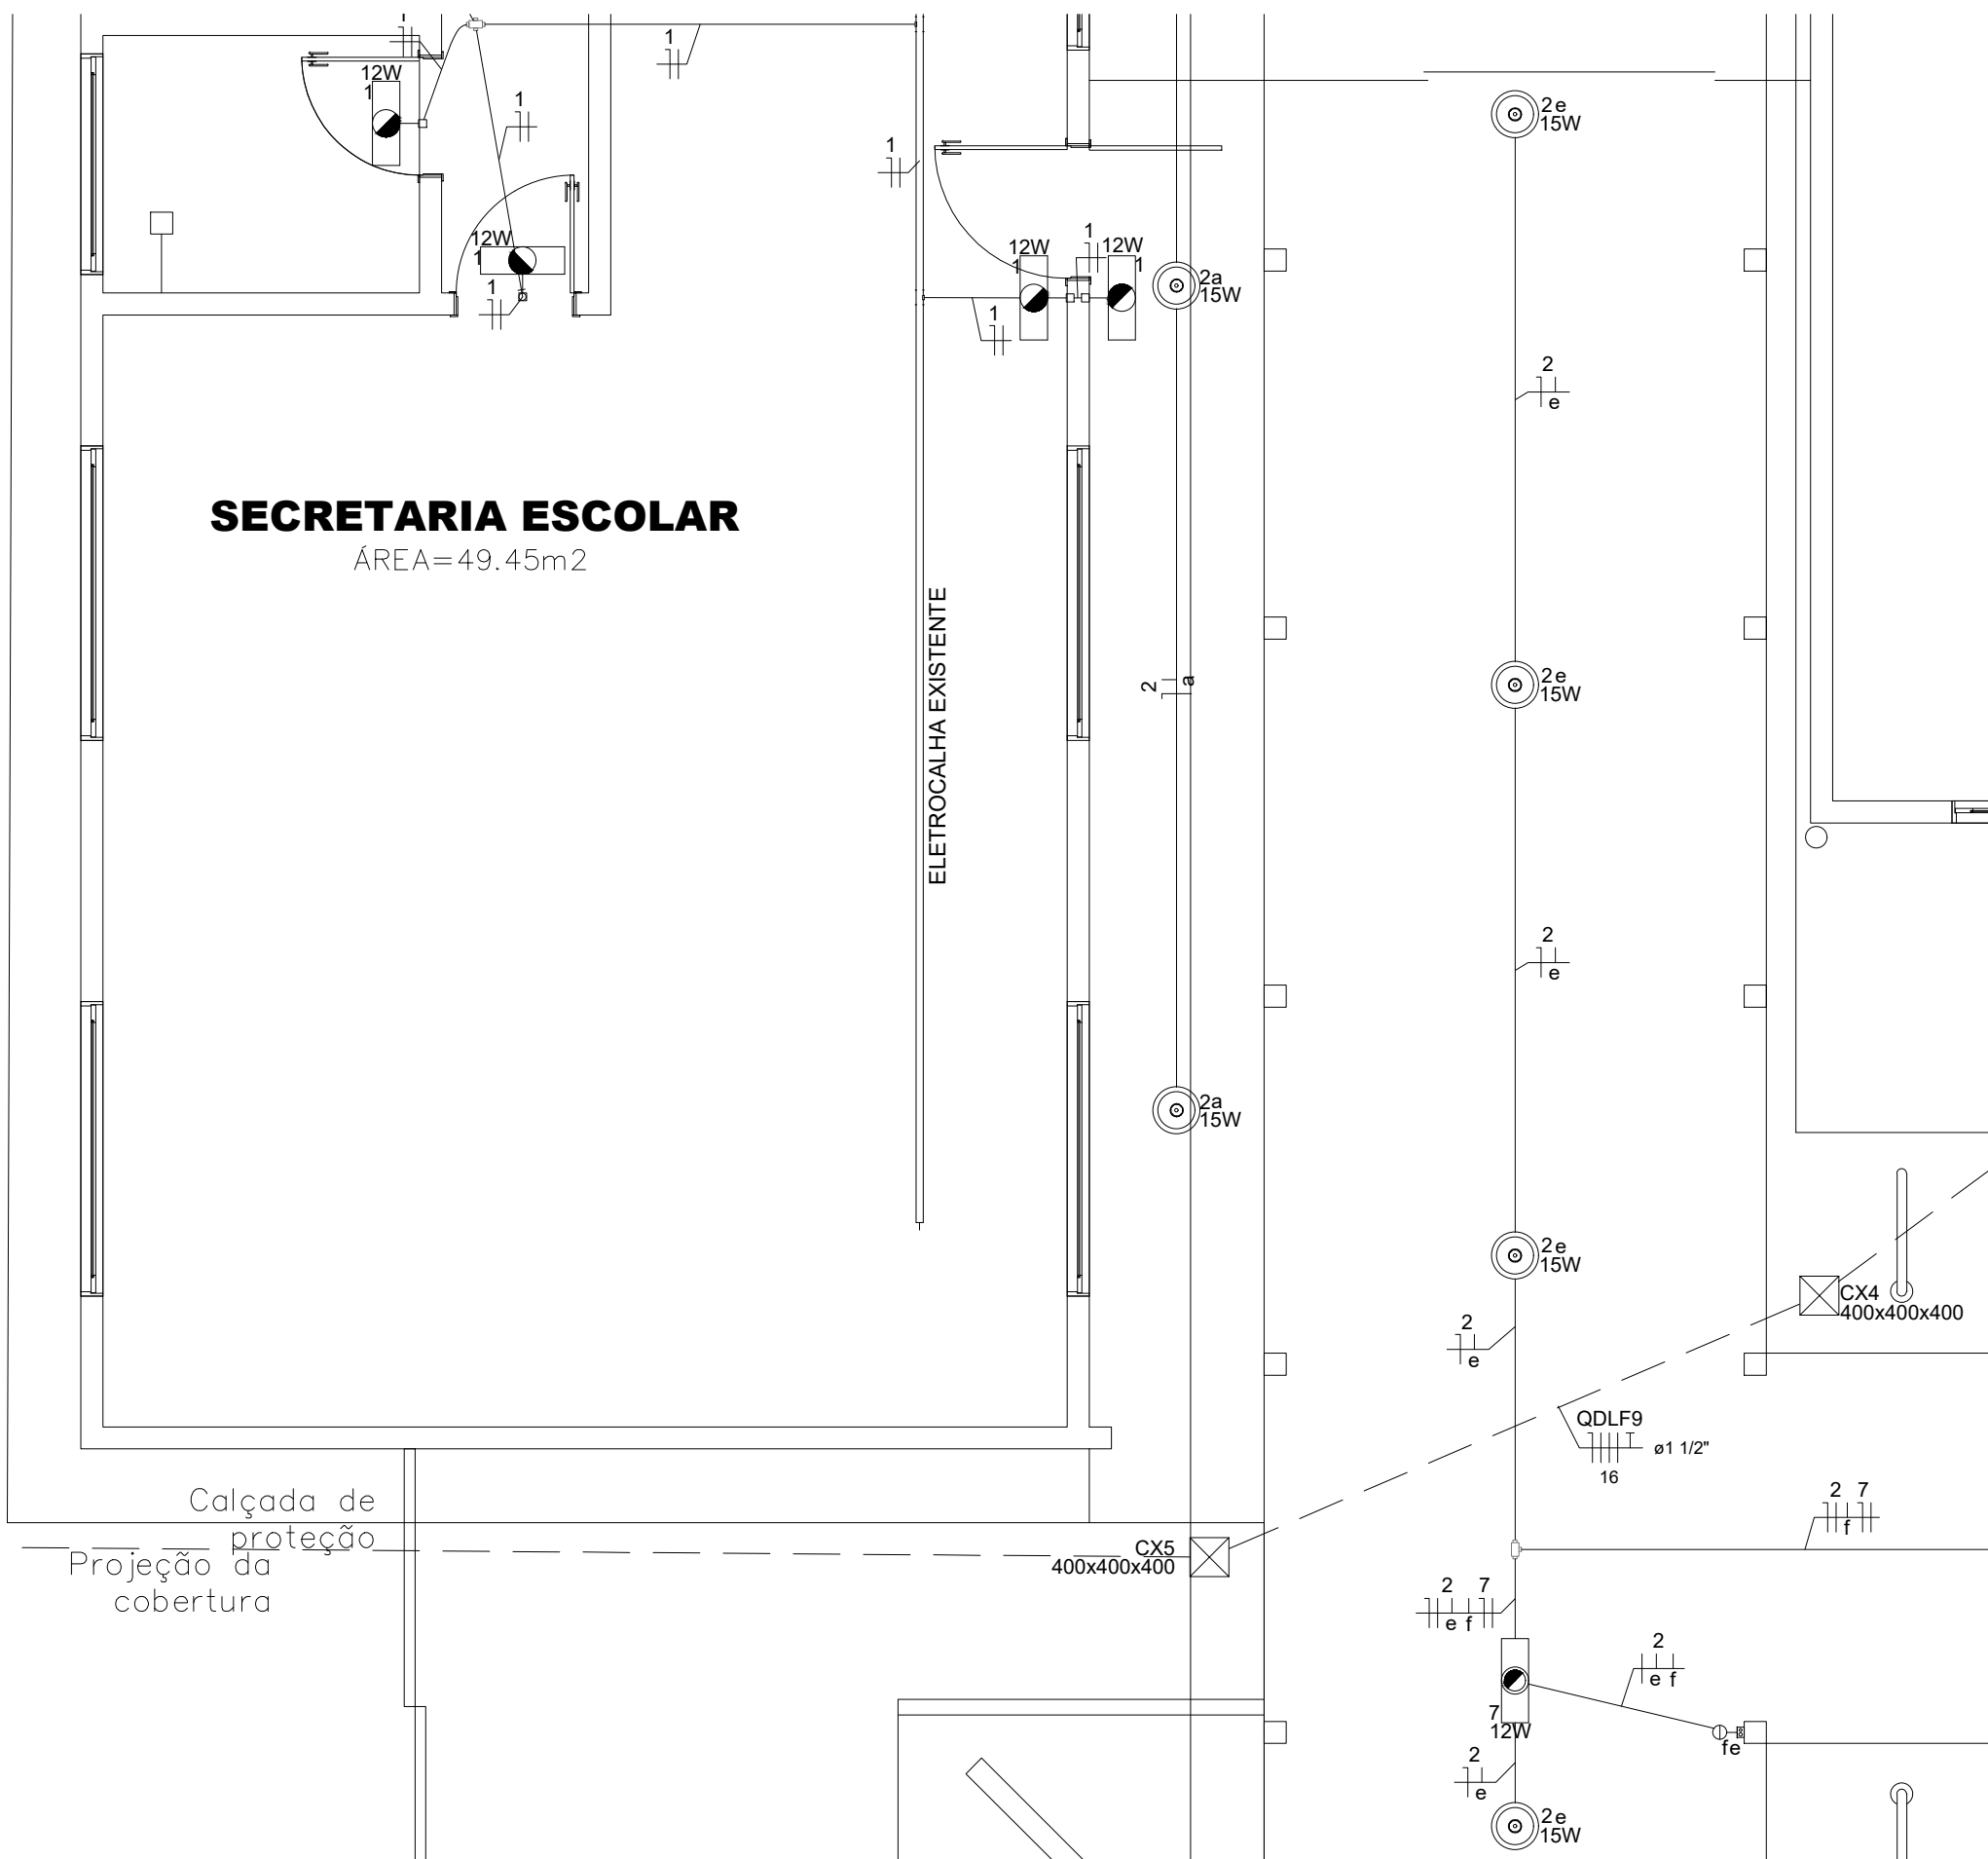 1
1
12W
1
1
2e
15W
1
12W
1
1
12W
1
1
12W
1
2a
15W
1
1
2
e
SECRETARIA ESCOLAR
ÁREA=49.45m2
ELETROCALHA EXISTENTE
2
a
2e
15W
2
e
2a
15W
2e
15W
CX4
400x400x400
2
e
QDLF9
ø1 1/2"
16
Calçada de
proteção
Projeção da
cobertura
CX5
400x400x400
2 7
f
2 7
e f
2
e f
7
12W
fe
2
e
2e
15W